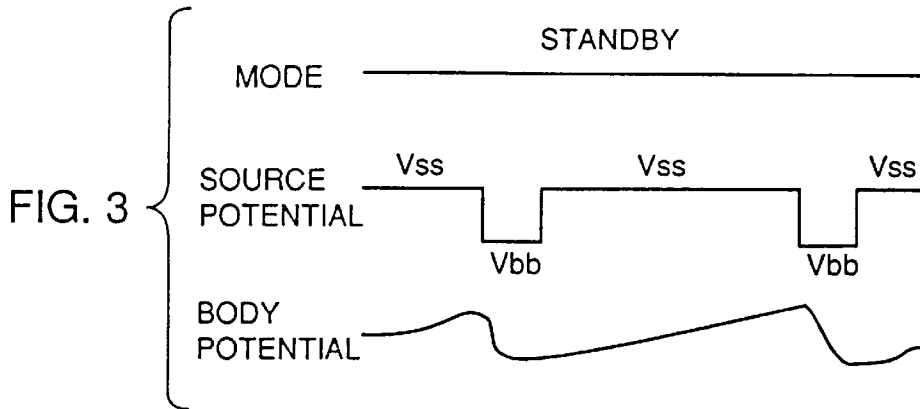 FIG. 3
STANDBY
MODE
Vss Vss Vss
SOURCE
POTENTIAL
Vbb Vbb
BODY
POTENTIAL